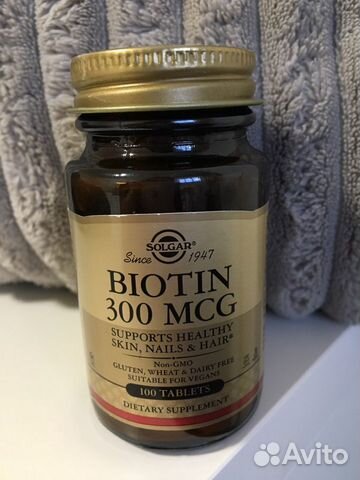 SOLGAR®
Since 1947
BIOTIN
300 MCG
SUPPORTS HEALTHY
SKIN, NAILS & HAIR*
NON-GMO
GLUTEN, WHEAT & DAIRY FREE
SUITABLE FOR VEGANS
100 TABLETS
DIETARY SUPPLEMENT
Avito